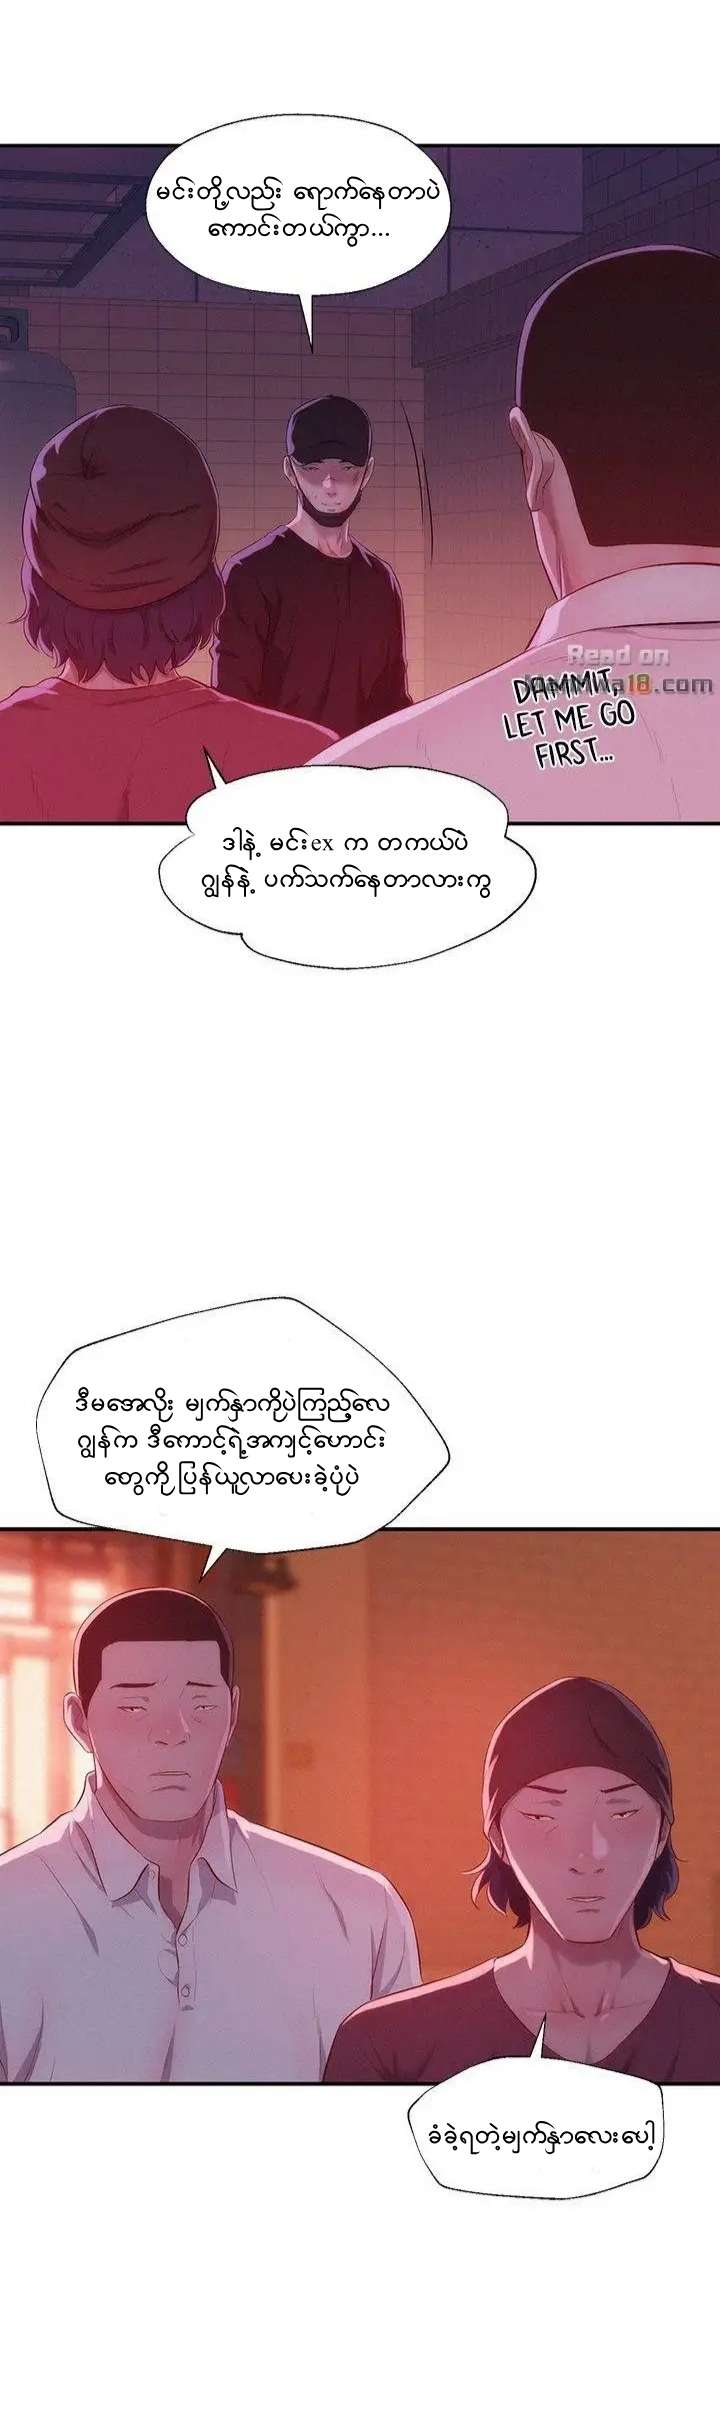 မင်းတို့လည်း ရောက်နေတာပဲ
ကောင်းတယ်ကွာ...
Read on
Manhwa18.com
DAMMIT,
LET ME GO
FIRST...
ဒါနဲ့ မင်းex က တကယ်ပဲ
ဂျွန်နဲ့ ပက်သက်နေတာလားကွ
ဒီမအေလိုး မျက်နှာကိုပဲကြည့်လေ
ဂျွန်က ဒီကောင့်ရဲ့အကျင့်ဟောင်း
တွေကို ပြန်ယူလာပေးခဲ့ပုံပဲ
ခံခဲ့ရတဲ့မျက်နှာလေးပေါ့